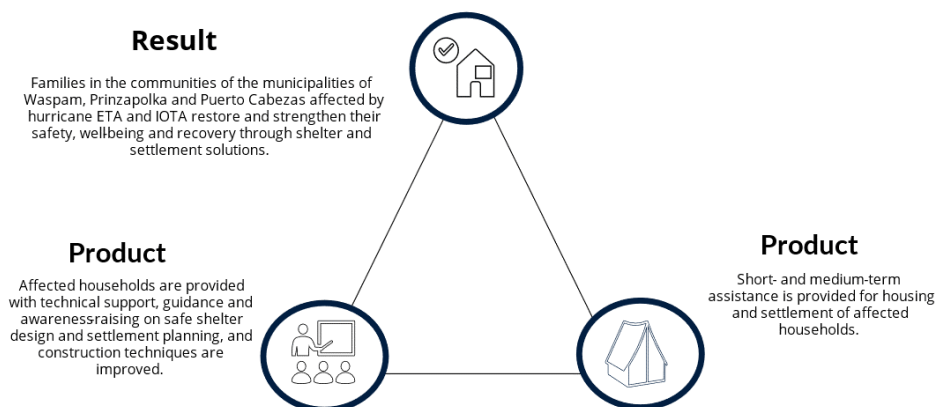 Result
Families in the communities of the municipalities of
Waspam, Prinzapolka and Puerto Cabezas affected by
hurricane ETA and IOTA restore and strengthen their
safety, well-being and recovery through shelter and
settlement solutions.
Product
Affected households are provided
with technical support, guidance and
awareness-raising on safe shelter
design and settlement planning, and
construction techniques are
improved.
Product
Short- and medium-term
assistance is provided for housing
and settlement of affected
households.